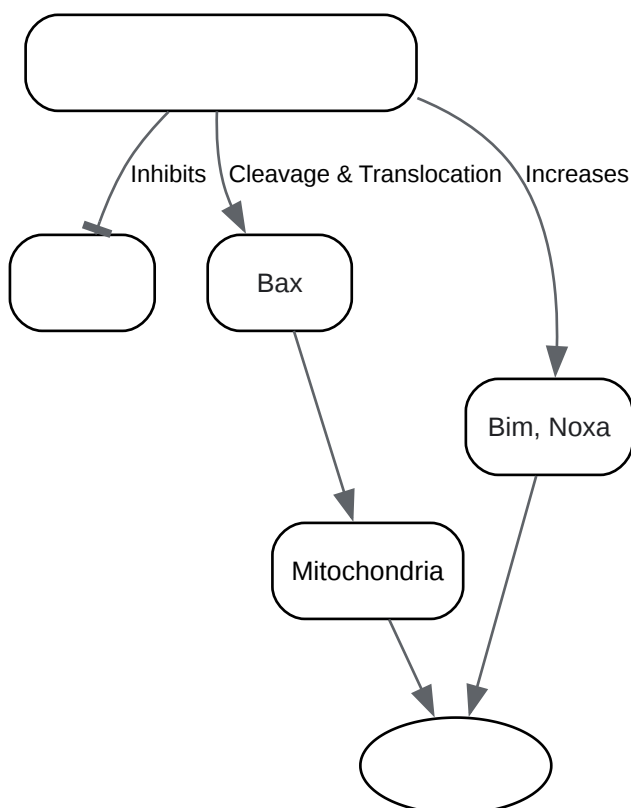 Inhibits
Cleavage & Translocation
Increases
Bax
Bim, Noxa
Mitochondria